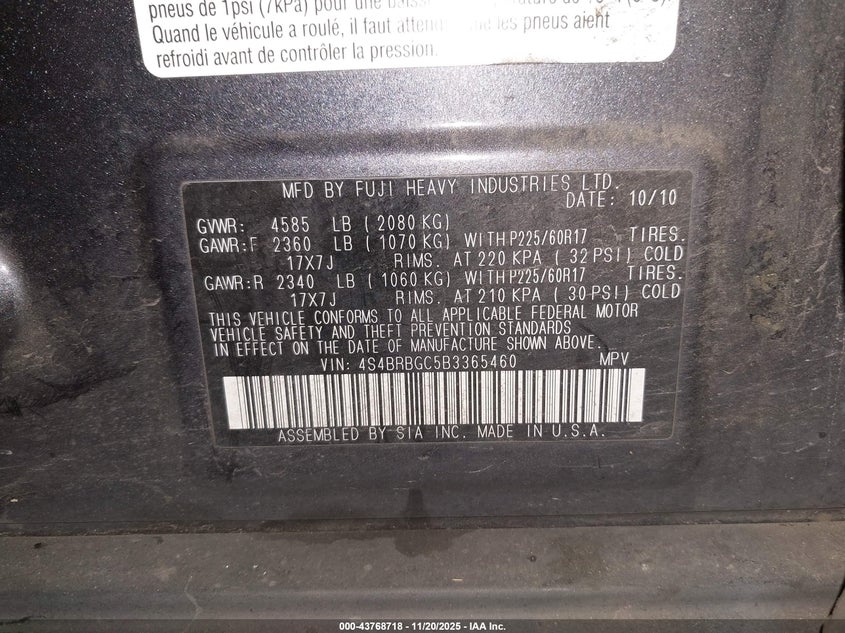 pneus de 1psi (7kPa) pour une
Quand le véhicule a roulé, il faut que les pneus aient
refroidi avant de contrôler la pression.
MFD BY FUJI HEAVY INDUSTRIES LTD.
DATE: 10/10
GVWR: 4585 LB ( 2080 KG)
GAWR:F 2360 LB ( 1070 KG) WITH P225/60R17 TIRES.
17X7J RIMS. AT 220 KPA ( 32 PSI) COLD
GAWR:R 2340 LB ( 1060 KG) WITH P225/60R17 TIRES.
17X7J RIMS. AT 210 KPA ( 30 PSI) COLD
THIS VEHICLE CONFORMS TO ALL APPLICABLE FEDERAL MOTOR
VEHICLE SAFETY AND THEFT PREVENTION STANDARDS
IN EFFECT ON THE DATE OF MANUFACTURE SHOWN ABOVE.
VIN: 4S4BRBGC5B3365460 MPV
ASSEMBLED BY SIA INC. MADE IN U.S.A.
000-43768718 - 11/20/2025 - IAA Inc.